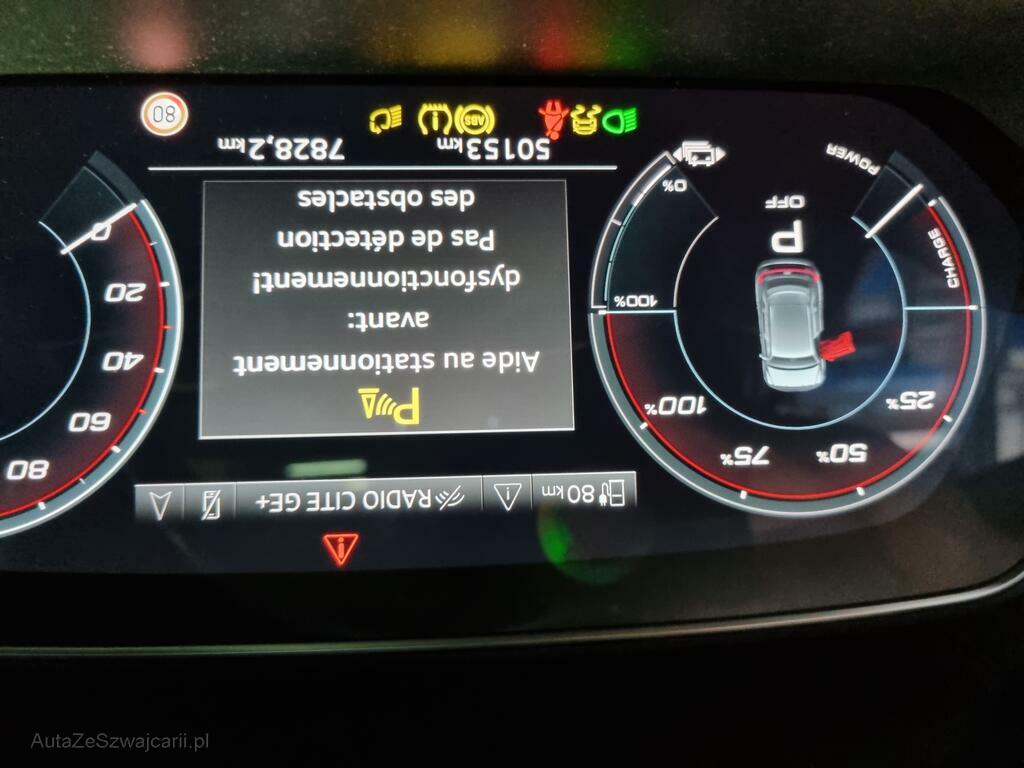 80 km
RADIO CITE GE+
Aide au stationnement
avant:
dysfonctionnement!
Pas de détection
des obstacles
50153 km
7828,2 km
ABS
80
25%
50%
75%
100%
100%
0%
CHARGE
POWER
P
OFF
80
60
40
20
0
P
AutaZeSzwajcarii.pl